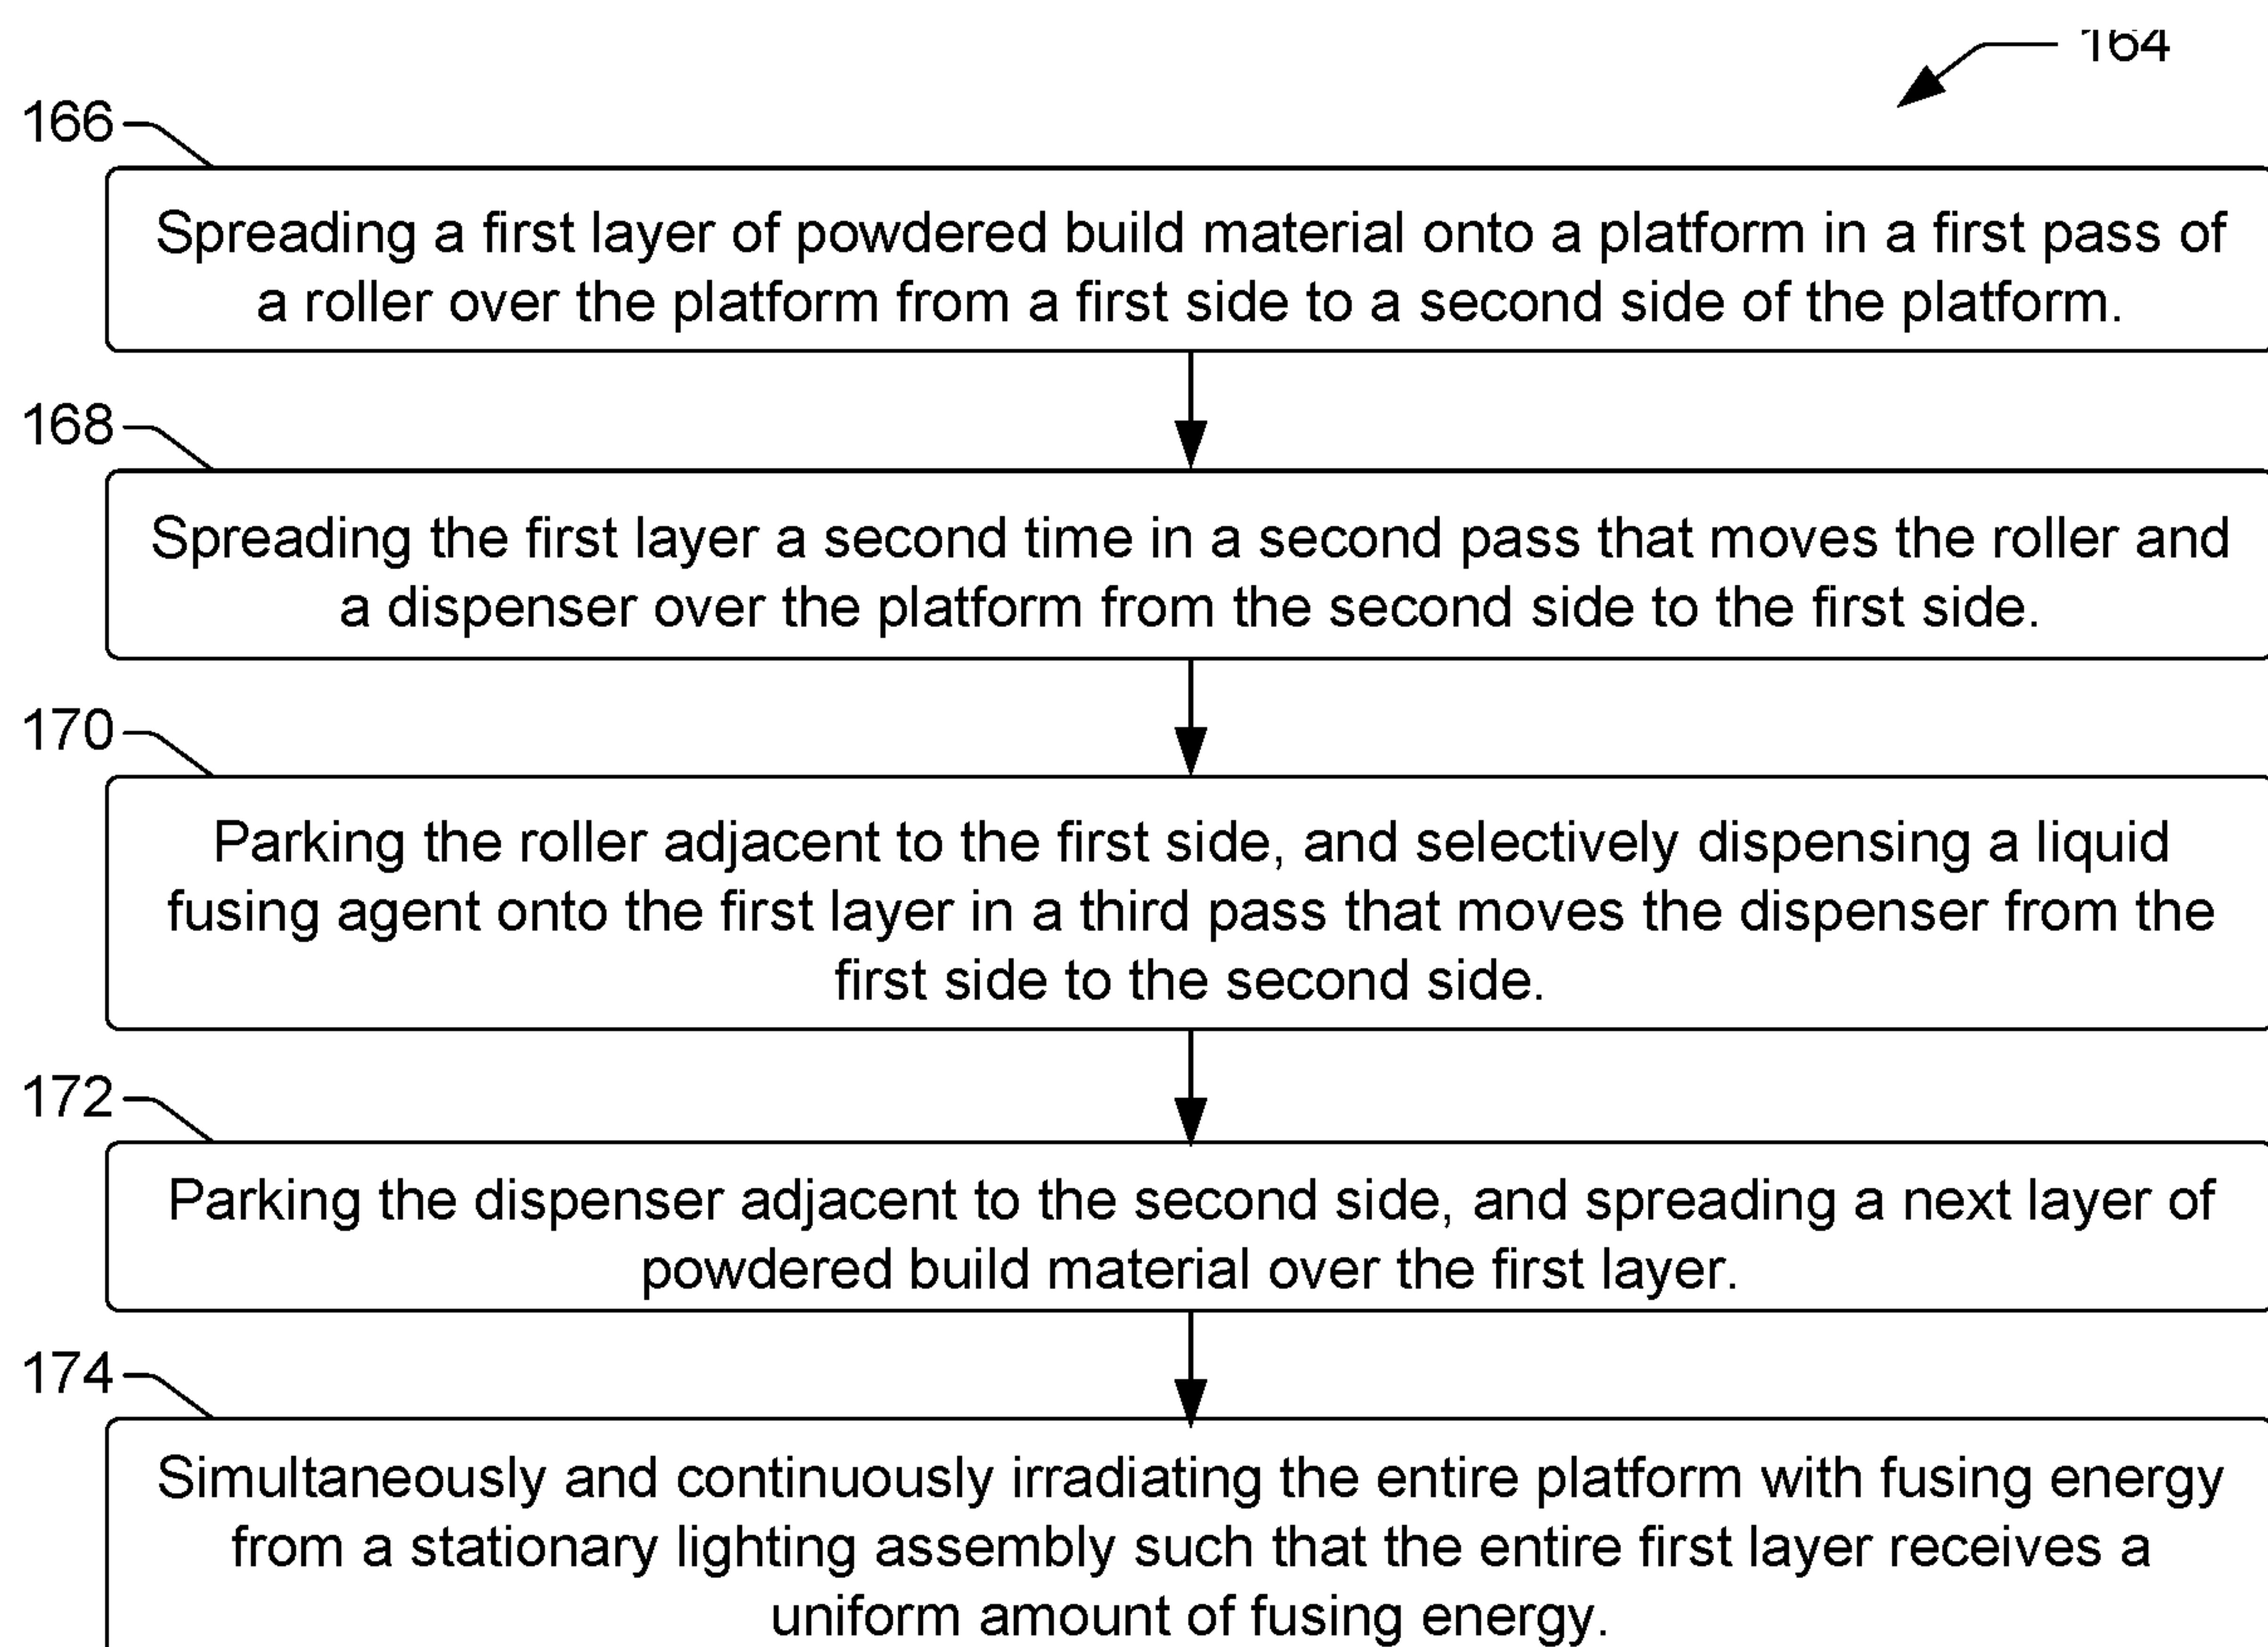 164
166
Spreading a first layer of powdered build material onto a platform in a first pass of
a roller over the platform from a first side to a second side of the platform.
168
Spreading the first layer a second time in a second pass that moves the roller and
a dispenser over the platform from the second side to the first side.
170
Parking the roller adjacent to the first side, and selectively dispensing a liquid
fusing agent onto the first layer in a third pass that moves the dispenser from the
first side to the second side.
172
Parking the dispenser adjacent to the second side, and spreading a next layer of
powdered build material over the first layer.
174
Simultaneously and continuously irradiating the entire platform with fusing energy
from a stationary lighting assembly such that the entire first layer receives a
uniform amount of fusing energy.